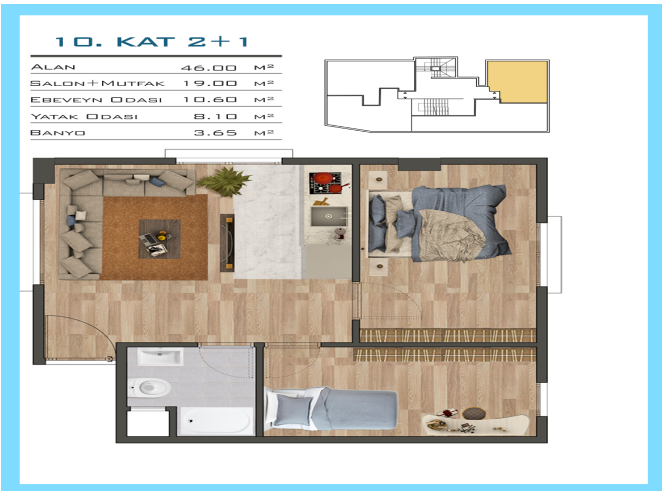 10. KAT 2+1
ALAN 46.00 M²
SALON+MUTFAK 19.00 M²
EBEVEYN ODASI 10.60 M²
YATAK ODASI 8.10 M²
BANYO 3.65 M²